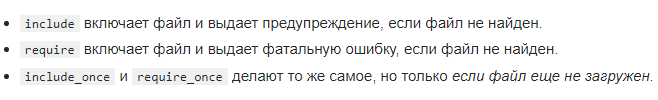 • include включает файл и выдает предупреждение, если файл не найден.
• require включает файл и выдает фатальную ошибку, если файл не найден.
• include_once и require_once делают то же самое, но только если файл еще не загружен.